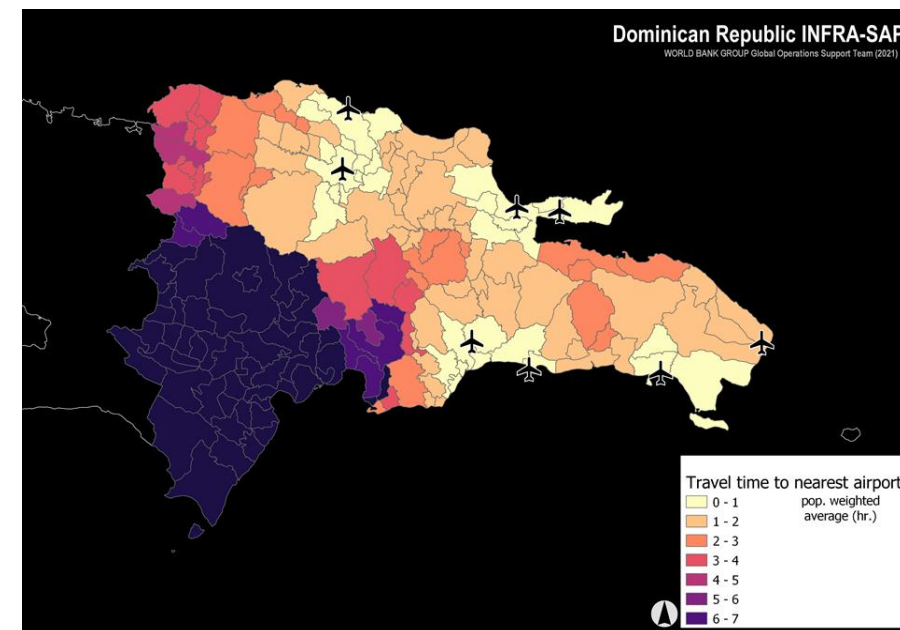 Dominican Republic INFRA-SAP
WORLD BANK GROUP Global Operations Support Team (2021)
Travel time to nearest airport
pop. weighted
average (hr.)
0 - 1
1 - 2
2 - 3
3 - 4
4 - 5
5 - 6
6 - 7